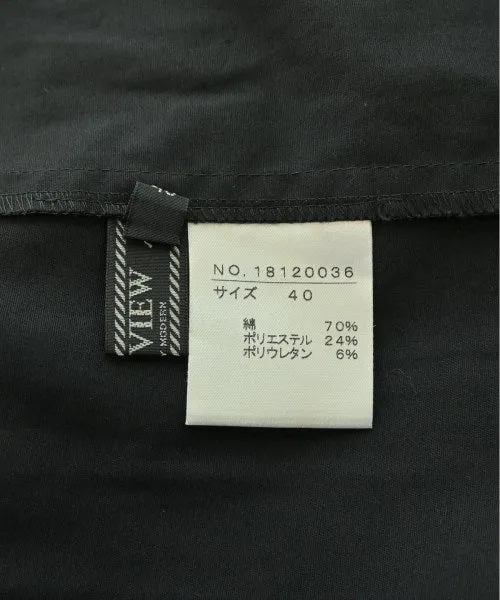 NO. 18120036
サイズ 40
綿 70%
ポリエステル 24%
ポリウレタン 6%
VIEW
MODERN